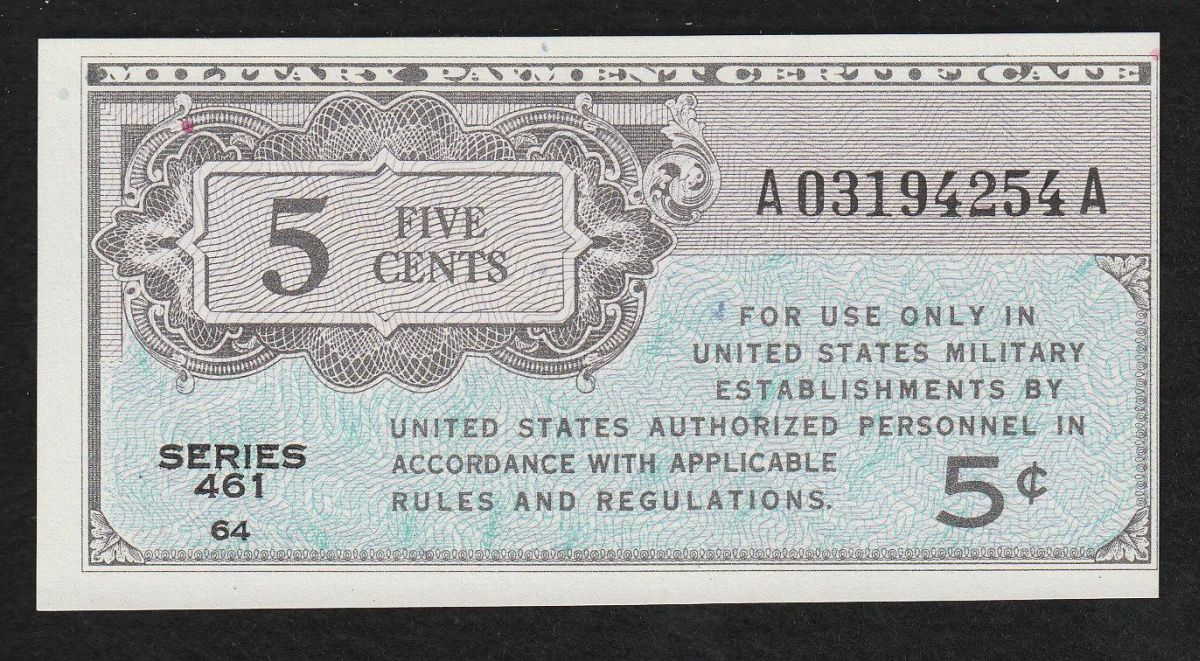 MILITARY PAYMENT CERTIFICATE
5 FIVE CENTS
A03194254A
FOR USE ONLY IN
UNITED STATES MILITARY
ESTABLISHMENTS BY
UNITED STATES AUTHORIZED PERSONNEL IN
ACCORDANCE WITH APPLICABLE
RULES AND REGULATIONS.
SERIES
461
64
5¢